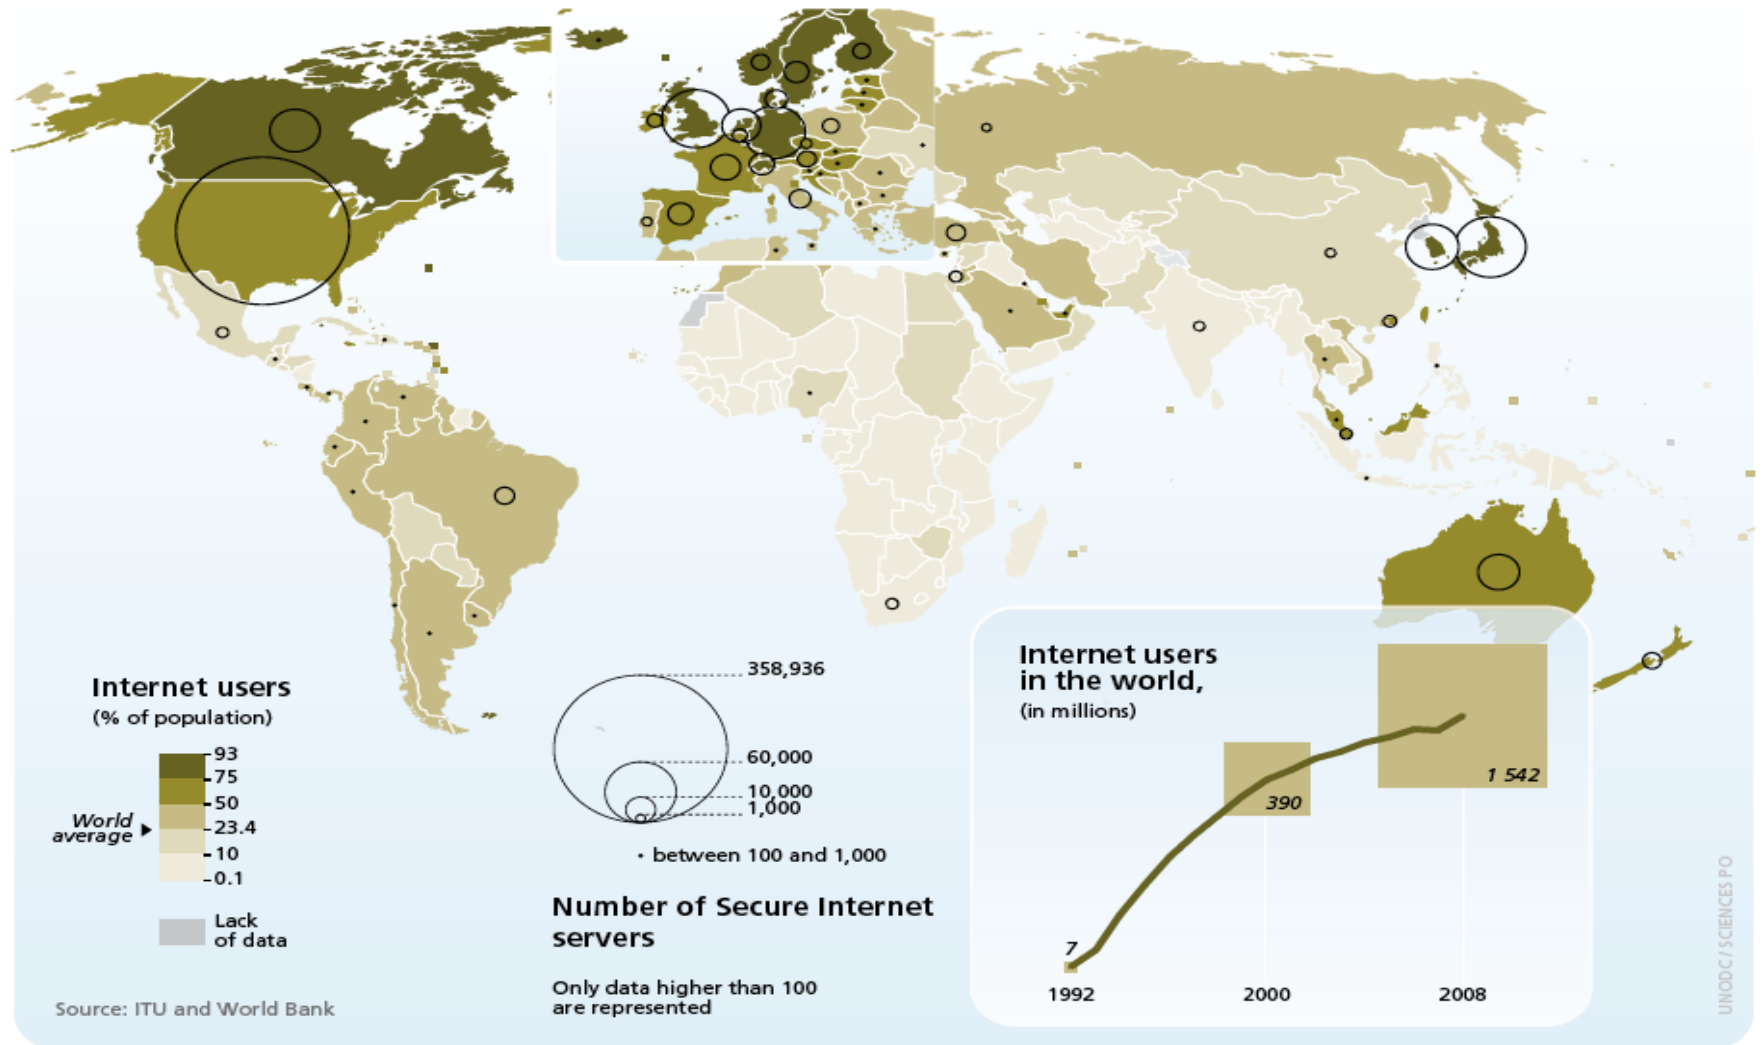 Internet users
(% of population)
93
75
50
World
average
23.4
10
0.1
Lack
of data
Source: ITU and World Bank
358,936
60,000
10,000
1,000
between 100 and 1,000
Number of Secure Internet
servers
Only data higher than 100
are represented
Internet users
in the world,
(in millions)
1 542
390
7
1992
2000
2008
UNODC / SCIENCES PO